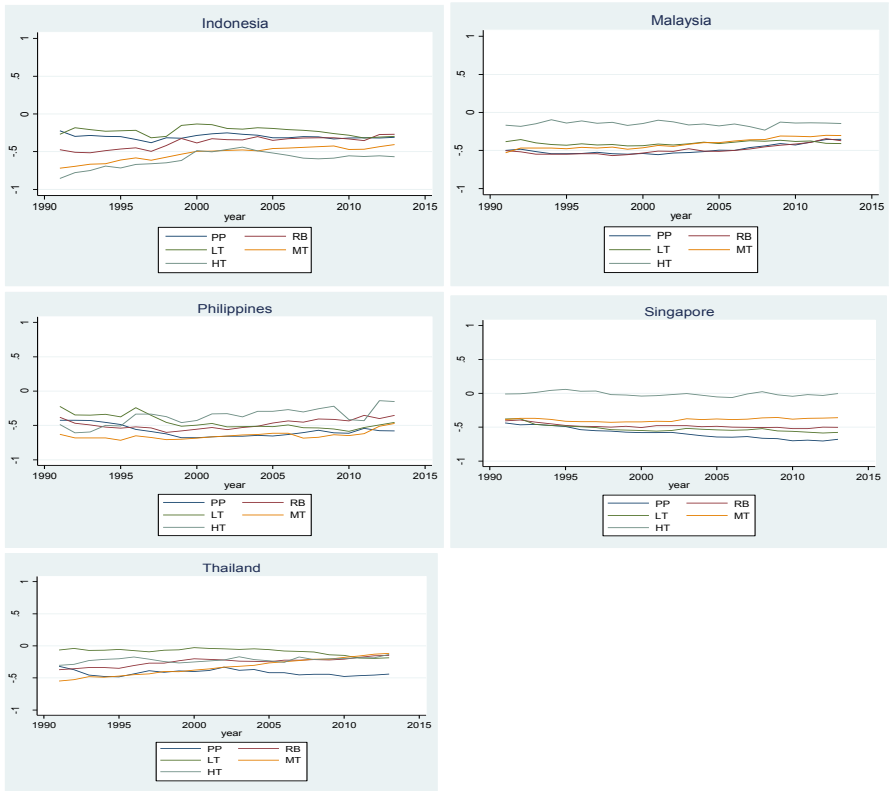 Indonesia
1
.5
0
-.5
-1
1990 1995 2000 2005 2010 2015
year
PP RB
LT MT
HT
Malaysia
1
.5
0
-.5
-1
1990 1995 2000 2005 2010 2015
year
PP RB
LT MT
HT
Philippines
1
.5
0
-.5
-1
1990 1995 2000 2005 2010 2015
year
PP RB
LT MT
HT
Singapore
1
.5
0
-.5
-1
1990 1995 2000 2005 2010 2015
year
PP RB
LT MT
HT
Thailand
1
.5
0
-.5
-1
1990 1995 2000 2005 2010 2015
year
PP RB
LT MT
HT